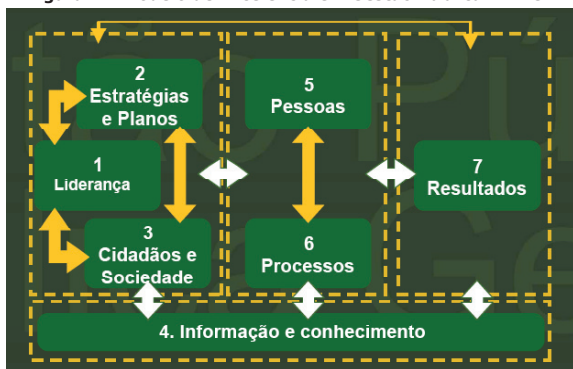 2
Estratégias
e Planos
1
Liderança
3
Cidadãos e
Sociedade
5
Pessoas
6
Processos
7
Resultados
4. Informação e conhecimento